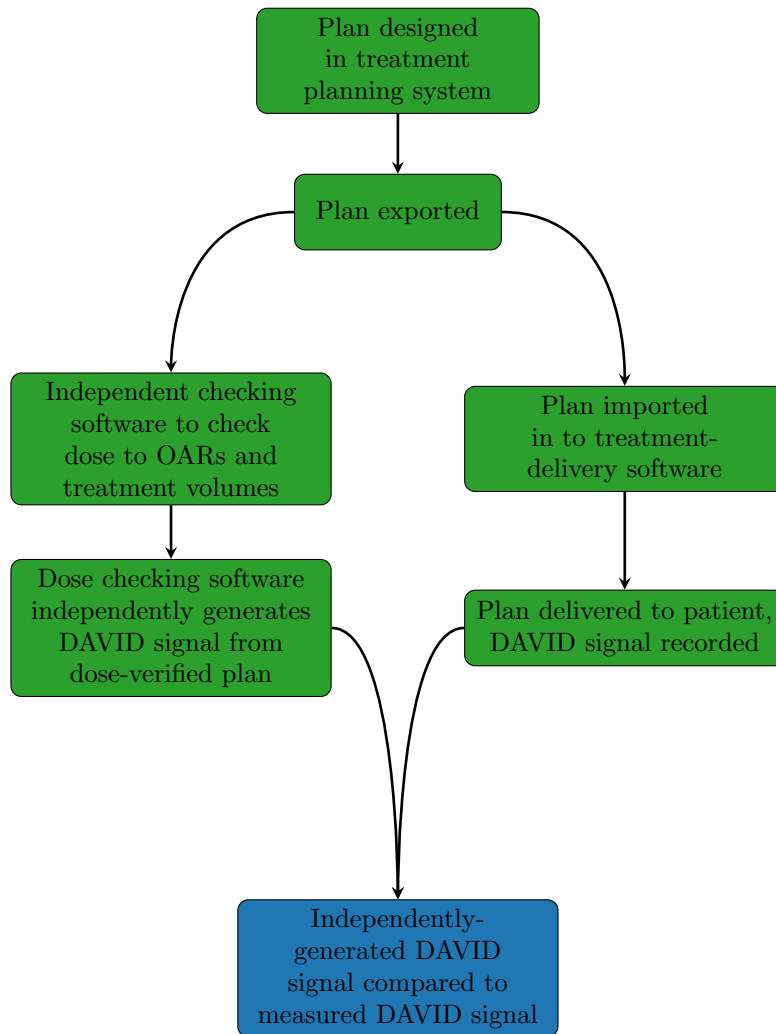 Plan designed
in treatment
planning system
Plan exported
Independent checking
software to check
dose to OARs and
treatment volumes
Plan imported
in to treatment-
delivery software
Dose checking software
independently generates
DAVID signal from
dose-verified plan
Plan delivered to patient,
DAVID signal recorded
Independently-
generated DAVID
signal compared to
measured DAVID signal